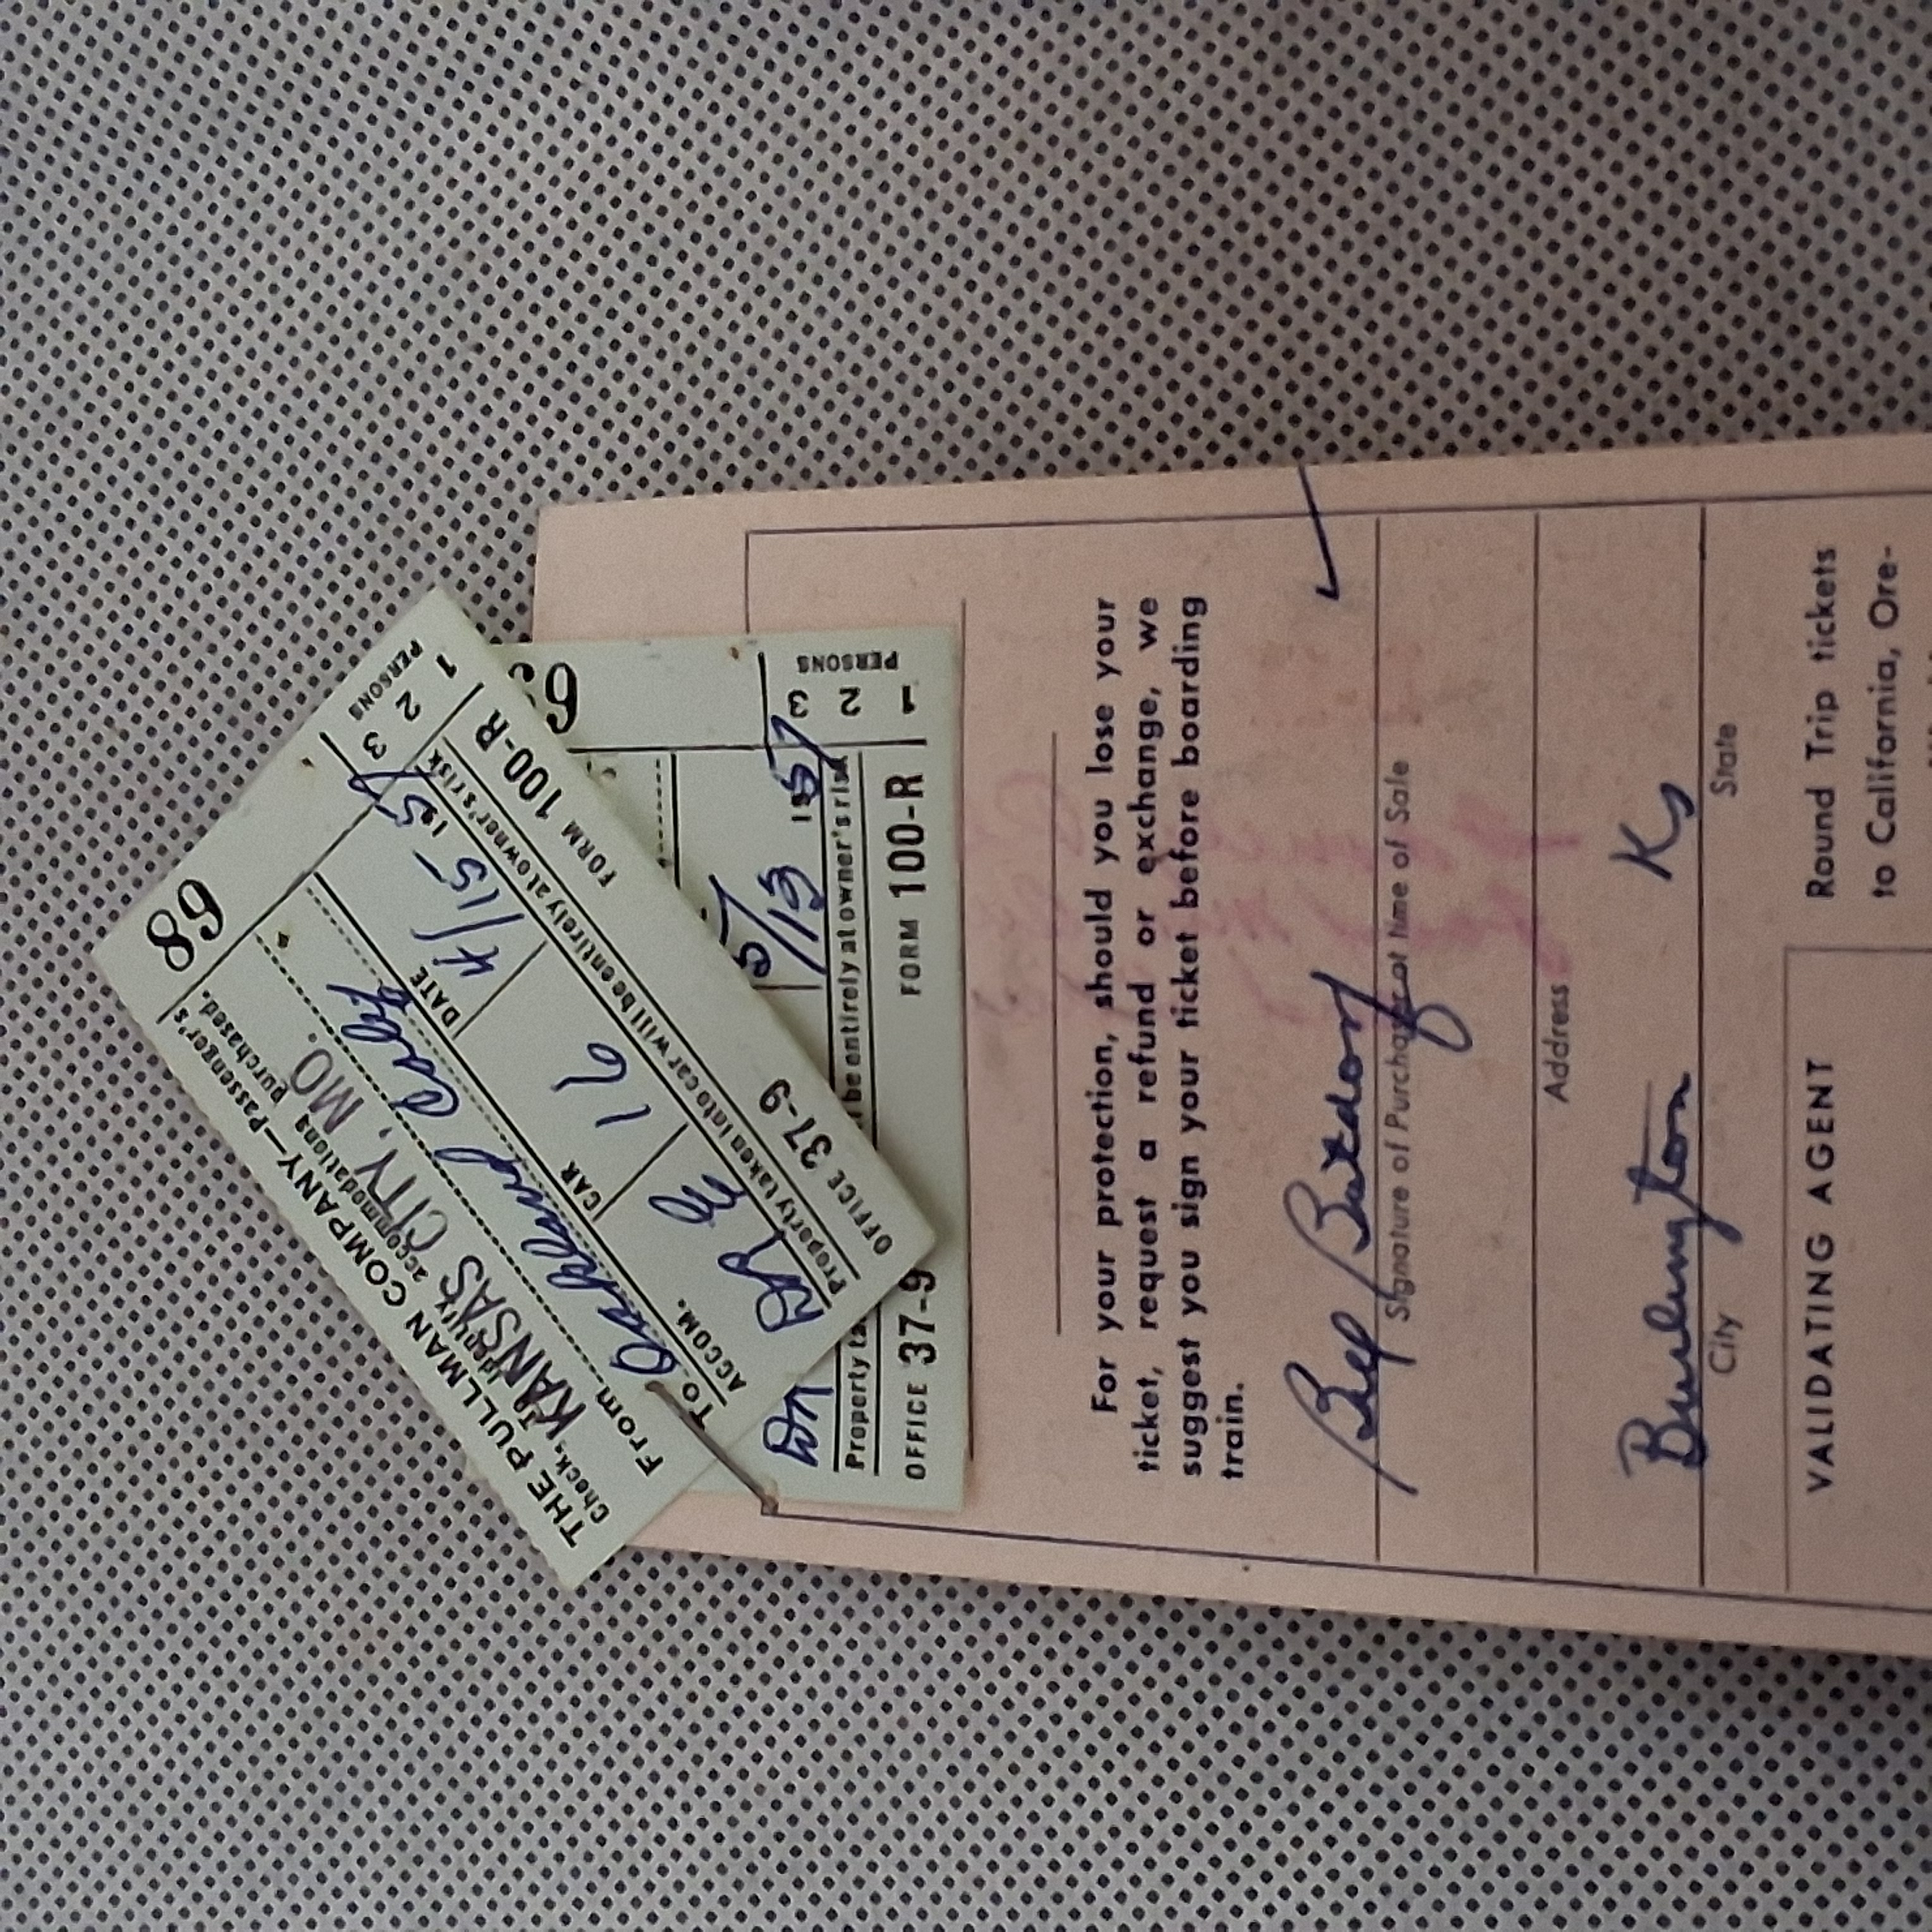 THE PULLMAN COMPANY—Passenger's
Check, Identifying accommodations purchased.
68
From KANSAS CITY, MO.
To Oakland Calif
ACCOM. CAR DATE
16 4/15 1957
PERSONS
1 2 3
Property taken into car will be entirely at owner's risk
OFFICE 37-9 FORM 100-R
69
5/13 1957
PERSONS
1 2 3
Property be entirely at owner's risk
OFFICE 37-9 FORM 100-R
For your protection, should you lose your
ticket, request a refund or exchange, we
suggest you sign your ticket before boarding
train.
Signature of Purchaser at time of Sale
Address
Burlington Ks
City State
VALIDATING AGENT
Round Trip tickets
to California, Ore-